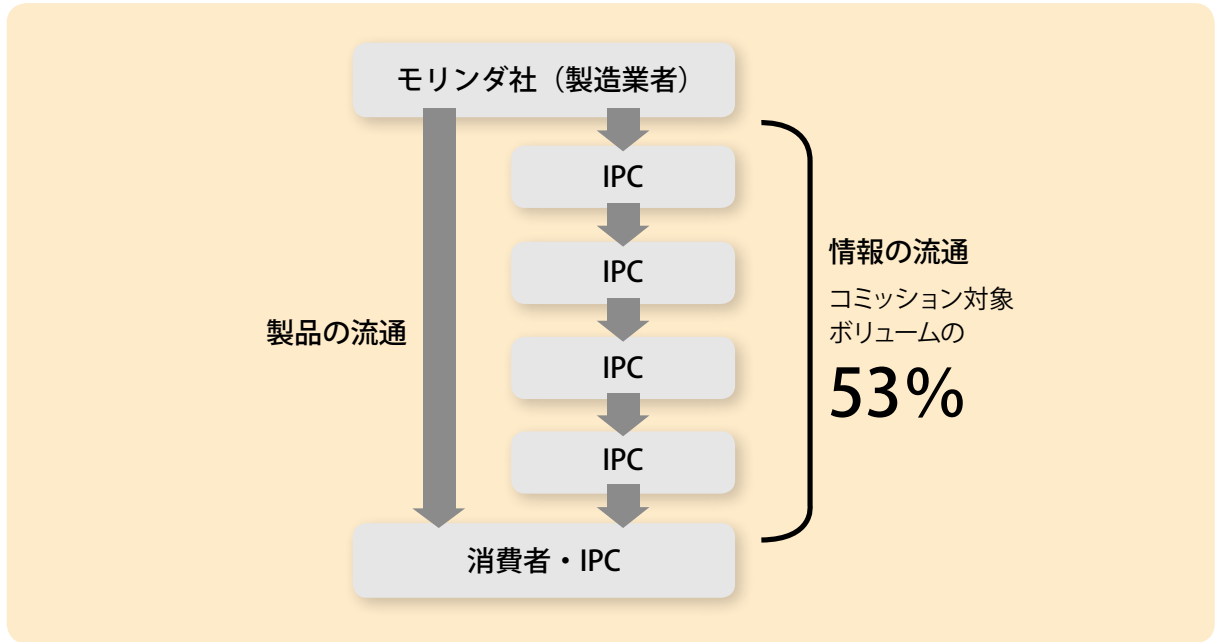 モリンダ社（製造業者）
IPC
IPC
IPC
IPC
消費者・IPC
製品の流通
情報の流通
コミッション対象
ボリュームの
53%